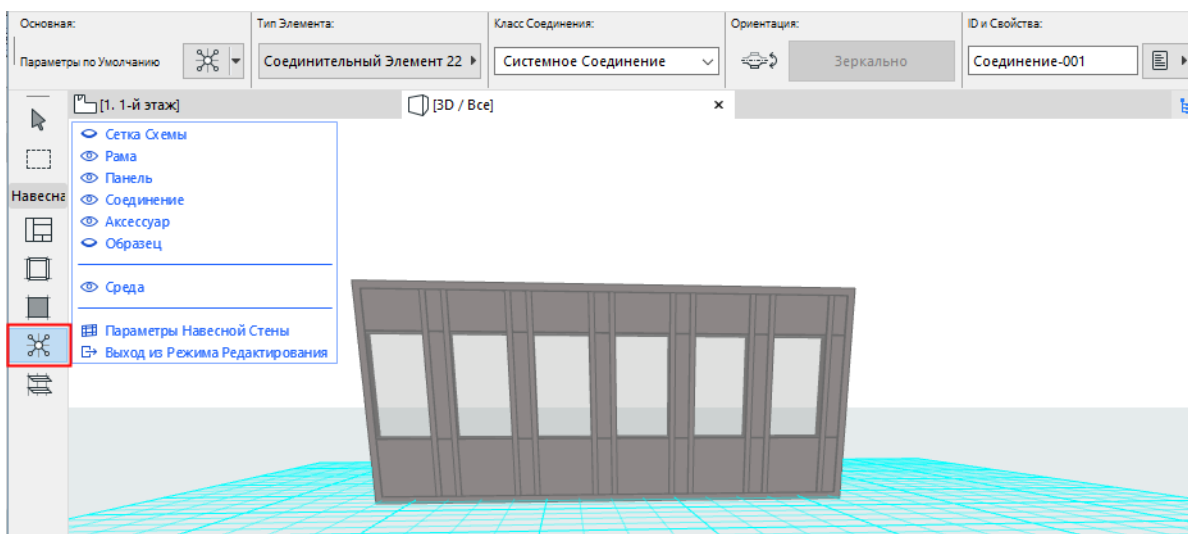 Основная:
Тип Элемента:
Класс Соединения:
Ориентация:
ID и Свойства:
Параметры по Умолчанию
Соединительный Элемент 22
Системное Соединение
Зеркально
Соединение-001
[1. 1-й этаж]
[3D / Все]
Сетка Схемы
Рама
Панель
Соединение
Аксессуар
Образец
Среда
Параметры Навесной Стены
Выход из Режима Редактирования
Навесна